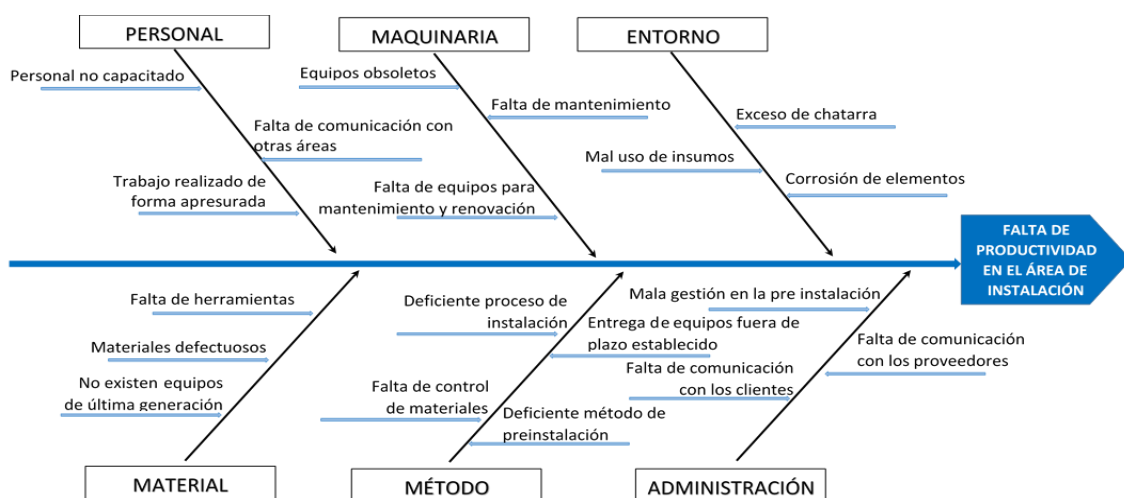 PERSONAL
MAQUINARIA
ENTORNO
Personal no capacitado
Falta de comunicación con
otras áreas
Trabajo realizado de
forma apresurada
Equipos obsoletos
Falta de mantenimiento
Falta de equipos para
mantenimiento y renovación
Exceso de chatarra
Mal uso de insumos
Corrosión de elementos
FALTA DE
PRODUCTIVIDAD
EN EL ÁREA DE
INSTALACIÓN
Falta de herramientas
Materiales defectuosos
No existen equipos
de última generación
Deficiente proceso de
instalación
Entrega de equipos fuera de
plazo establecido
Falta de control
de materiales
Deficiente método de
preinstalación
Mala gestión en la pre instalación
Falta de comunicación
con los proveedores
Falta de comunicación
con los clientes
MATERIAL
MÉTODO
ADMINISTRACIÓN